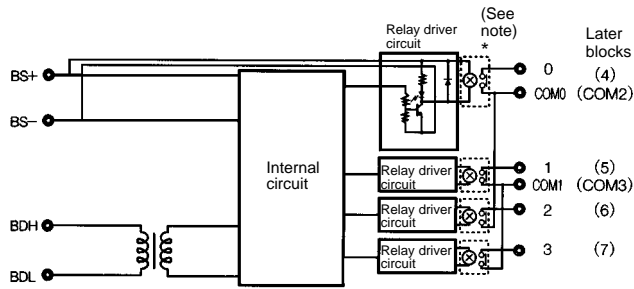 (See
note)
*
Later
blocks
Relay driver
circuit
0 (4)
COM0 (COM2)
BS+
BS−
Internal
circuit
Relay driver
circuit
1 (5)
COM1 (COM3)
Relay driver
circuit
2 (6)
Relay driver
circuit
3 (7)
BDH
BDL